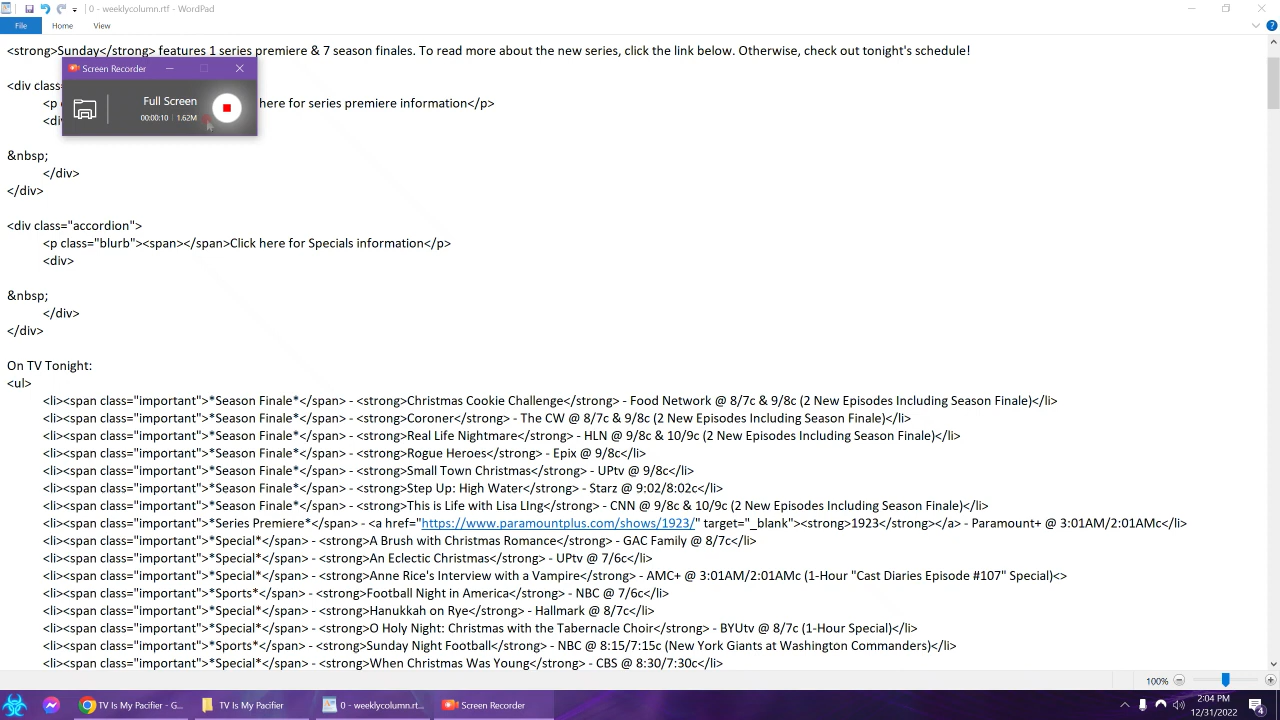 0 - weeklycolumn.rtf - WordPad
File Home View
<strong>Sunday</strong> features 1 series premiere & 7 season finales. To read more about the new series, click the link below. Otherwise, check out tonight's schedule!
Screen Recorder
<div clas
Full Screen
<p c here for series premiere information</p>
00:00:10 1.62M
<di
&nbsp;
</div>
</div>
<div class="accordion">
<p class="blurb"><span></span>Click here for Specials information</p>
<div>
&nbsp;
</div>
</div>
On TV Tonight:
<ul>
<li><span class="important">*Season Finale*</span> - <strong>Christmas Cookie Challenge</strong> - Food Network @ 8/7c & 9/8c (2 New Episodes Including Season Finale)</li>
<li><span class="important">*Season Finale*</span> - <strong>Coroner</strong> - The CW @ 8/7c & 9/8c (2 New Episodes Including Season Finale)</li>
<li><span class="important">*Season Finale*</span> - <strong>Real Life Nightmare</strong> - HLN @ 9/8c & 10/9c (2 New Episodes Including Season Finale)</li>
<li><span class="important">*Season Finale*</span> - <strong>Rogue Heroes</strong> - Epix @ 9/8c</li>
<li><span class="important">*Season Finale*</span> - <strong>Small Town Christmas</strong> - UPtv @ 9/8c</li>
<li><span class="important">*Season Finale*</span> - <strong>Step Up: High Water</strong> - Starz @ 9:02/8:02c</li>
<li><span class="important">*Season Finale*</span> - <strong>This is Life with Lisa LIng</strong> - CNN @ 9/8c & 10/9c (2 New Episodes Including Season Finale)</li>
<li><span class="important">*Series Premiere*</span> - <a href="https://www.paramountplus.com/shows/1923/" target="_blank"><strong>1923</strong></a> - Paramount+ @ 3:01AM/2:01AMc</li>
<li><span class="important">*Special*</span> - <strong>A Brush with Christmas Romance</strong> - GAC Family @ 8/7c</li>
<li><span class="important">*Special*</span> - <strong>An Eclectic Christmas</strong> - UPtv @ 7/6c</li>
<li><span class="important">*Special*</span> - <strong>Anne Rice's Interview with a Vampire</strong> - AMC+ @ 3:01AM/2:01AMc (1-Hour "Cast Diaries Episode #107" Special)<>
<li><span class="important">*Sports*</span> - <strong>Football Night in America</strong> - NBC @ 7/6c</li>
<li><span class="important">*Special*</span> - <strong>Hanukkah on Rye</strong> - Hallmark @ 8/7c</li>
<li><span class="important">*Special*</span> - <strong>O Holy Night: Christmas with the Tabernacle Choir</strong> - BYUtv @ 8/7c (1-Hour Special)</li>
<li><span class="important">*Sports*</span> - <strong>Sunday Night Football</strong> - NBC @ 8:15/7:15c (New York Giants at Washington Commanders)</li>
<li><span class="important">*Special*</span> - <strong>When Christmas Was Young</strong> - CBS @ 8:30/7:30c</li>
100%
TV Is My Pacifier - G... TV Is My Pacifier 0 - weeklycolumn.rt... Screen Recorder 2:04 PM
12/31/2022 4